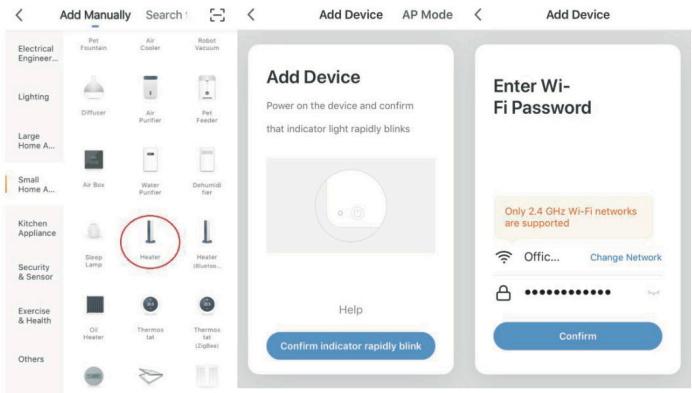 Add Manually Search
Electrical
Engineer...
Lighting
Large
Home A...
Small
Home A...
Kitchen
Appliance
Security
& Sensor
Exercise
& Health
Others
Pet
Fountain
Air
Cooler
Robot
Vacuum
Diffuser
Air
Purifier
Pet
Feeder
Air Box
Water
Purifier
Dehumidi
fier
Sleep
Lamp
Heater
Heater
(Bluetoo...
Oil
Heater
Thermos
tat
Thermos
tat
(ZigBee)
Add Device AP Mode
Add Device
Power on the device and confirm
that indicator light rapidly blinks
Help
Confirm indicator rapidly blink
Add Device
Enter Wi-
Fi Password
Only 2.4 GHz Wi-Fi networks
are supported
Offic... Change Network
••••••••••••
Confirm